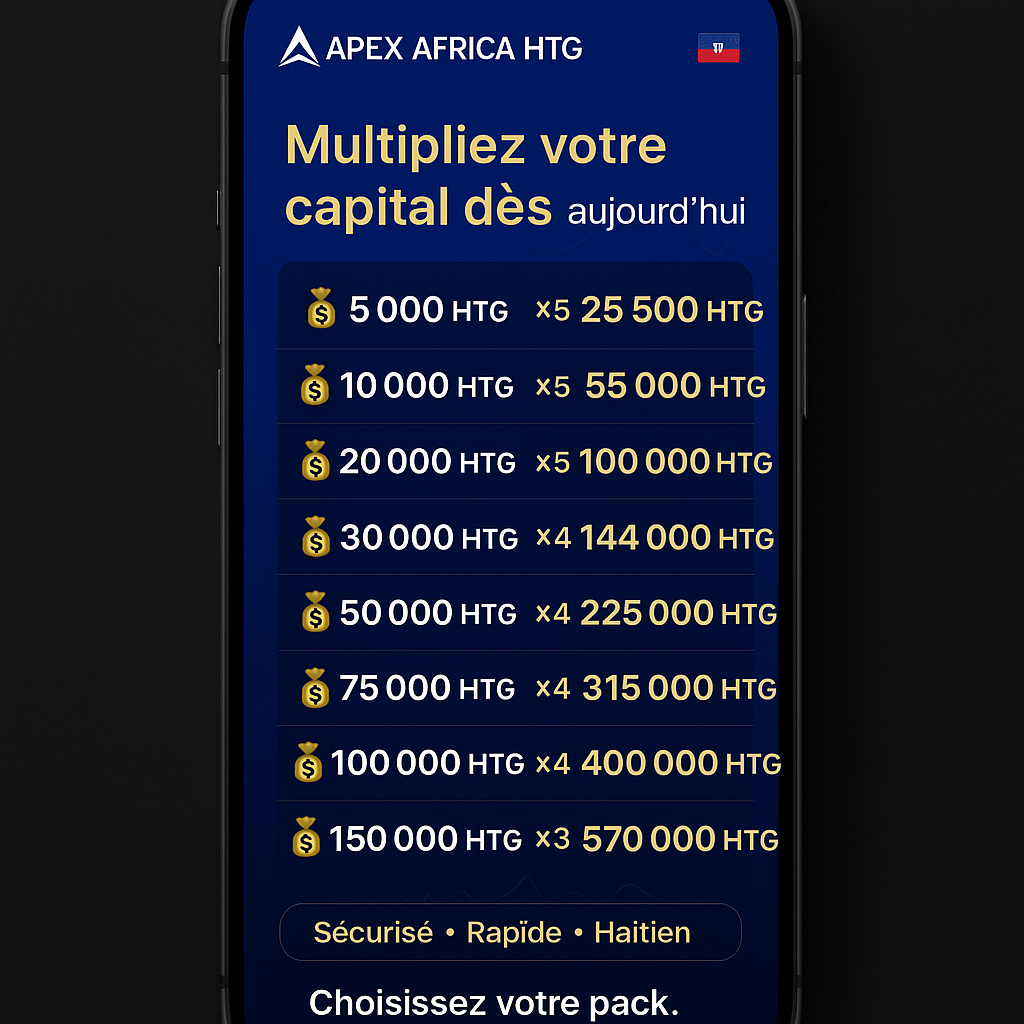 APEX AFRICA HTG
Multipliez votre
capital dès aujourd'hui
5 000 HTG ×5 25 500 HTG
10 000 HTG ×5 55 000 HTG
20 000 HTG ×5 100 000 HTG
30 000 HTG ×4 144 000 HTG
50 000 HTG ×4 225 000 HTG
75 000 HTG ×4 315 000 HTG
100 000 HTG ×4 400 000 HTG
150 000 HTG ×3 570 000 HTG
Sécurisé • Rapïde • Haitien
Choisissez votre pack.